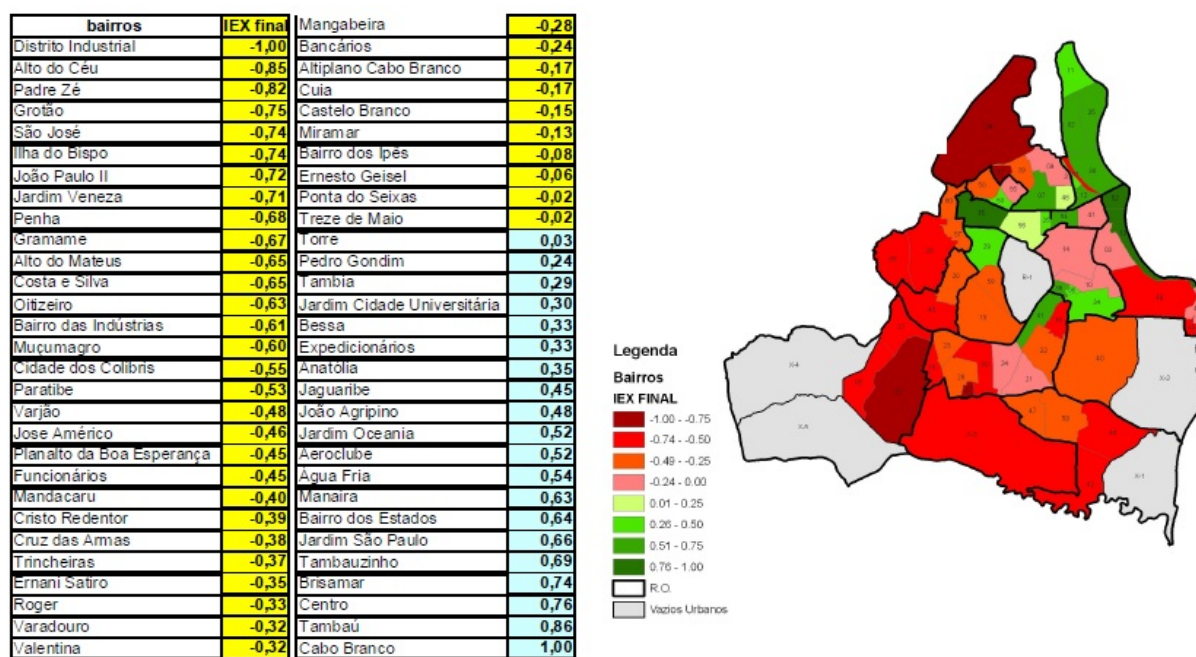 bairros IEX final
Distrito Industrial -1,00
Alto do Céu -0,85
Padre Zé -0,82
Grotão -0,75
São José -0,74
Ilha do Bispo -0,74
João Paulo II -0,72
Jardim Veneza -0,71
Penha -0,68
Gramame -0,67
Alto do Mateus -0,65
Costa e Silva -0,65
Oitizeiro -0,63
Bairro das Indústrias -0,61
Muçumagro -0,60
Cidade dos Colibris -0,55
Paratibe -0,53
Varjão -0,48
Jose Américo -0,46
Planalto da Boa Esperança -0,45
Funcionários -0,45
Mandacaru -0,40
Cristo Redentor -0,39
Cruz das Armas -0,38
Trincheiras -0,37
Ernani Satiro -0,35
Roger -0,33
Varadouro -0,32
Valentina -0,32
Mangabeira -0,28
Bancários -0,24
Altiplano Cabo Branco -0,17
Cuia -0,17
Castelo Branco -0,15
Miramar -0,13
Bairro dos Ipês -0,08
Ernesto Geisel -0,06
Ponta do Seixas -0,02
Treze de Maio -0,02
Torre 0,03
Pedro Gondim 0,24
Tambia 0,29
Jardim Cidade Universitária 0,30
Bessa 0,33
Expedicionários 0,33
Anatólia 0,35
Jaguaribe 0,45
João Agripino 0,48
Jardim Oceania 0,52
Aeroclube 0,52
Água Fria 0,54
Manaira 0,63
Bairro dos Estados 0,64
Jardim São Paulo 0,66
Tambauzinho 0,69
Brisamar 0,74
Centro 0,76
Tambaú 0,86
Cabo Branco 1,00
Legenda
Bairros
IEX FINAL
-1.00 - -0.75
-0.74 - -0.50
-0.49 - -0.25
-0.24 - 0.00
0.01 - 0.25
0.26 - 0.50
0.51 - 0.75
0.76 - 1.00
R.O.
Vazios Urbanos
X-4
X-2
X-1